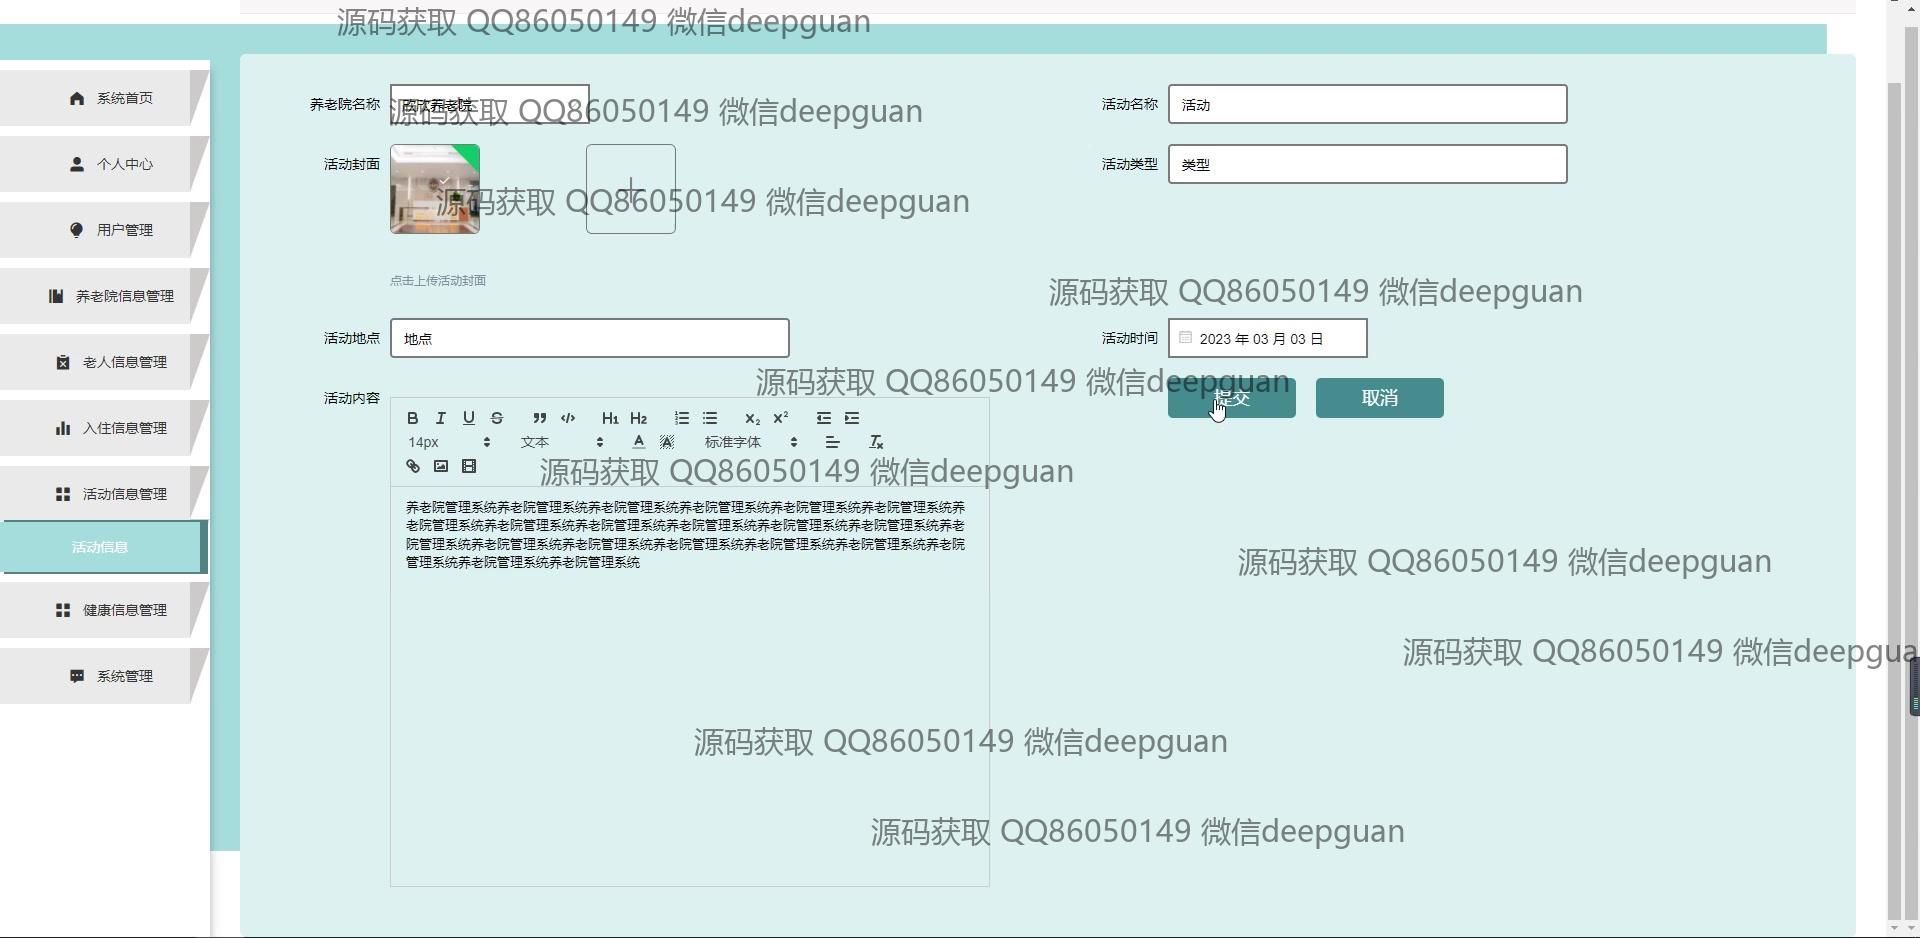 源码获取 QQ86050149 微信deepguan
系统首页
个人中心
用户管理
养老院信息管理
老人信息管理
入住信息管理
活动信息管理
活动信息
健康信息管理
系统管理
养老院名称
源码获取 QQ86050149 微信deepguan
活动名称 活动
活动封面
活动类型 类型
源码获取 QQ86050149 微信deepguan
点击上传活动封面
源码获取 QQ86050149 微信deepguan
活动地点 地点
活动时间 2023 年 03 月 03 日
源码获取 QQ86050149 微信deepguan
提交 取消
活动内容
B I U S H1 H2 X2 X2
14px 文本 A A 标准字体 Tx
源码获取 QQ86050149 微信deepguan
养老院管理系统养老院管理系统养老院管理系统养老院管理系统养老院管理系统养老院管理系统养
老院管理系统养老院管理系统养老院管理系统养老院管理系统养老院管理系统养老院管理系统养老
院管理系统养老院管理系统养老院管理系统养老院管理系统养老院管理系统养老院管理系统养老院
管理系统养老院管理系统养老院管理系统
源码获取 QQ86050149 微信deepguan
源码获取 QQ86050149 微信deepgua
源码获取 QQ86050149 微信deepguan
源码获取 QQ86050149 微信deepguan